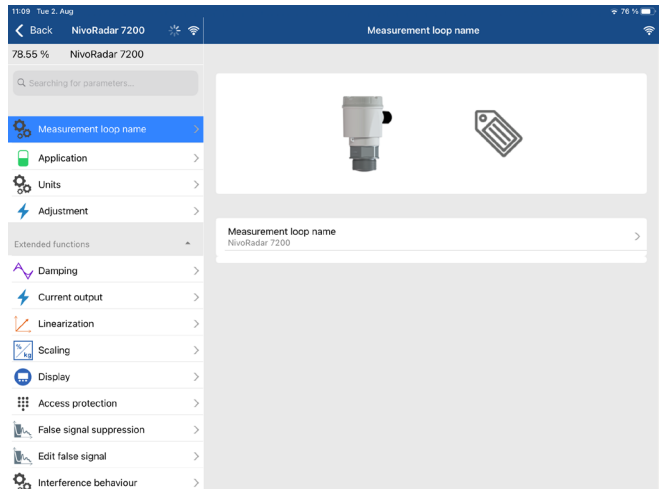 11:09 Tue 2. Aug
76 %
Back
NivoRadar 7200
Measurement loop name
78.55 % NivoRadar 7200
Searching for parameters...
Measurement loop name
Application
Units
Adjustment
Extended functions
Damping
Current output
Linearization
% kg
Scaling
Display
Access protection
False signal suppression
Edit false signal
Interference behaviour
Measurement loop name
NivoRadar 7200